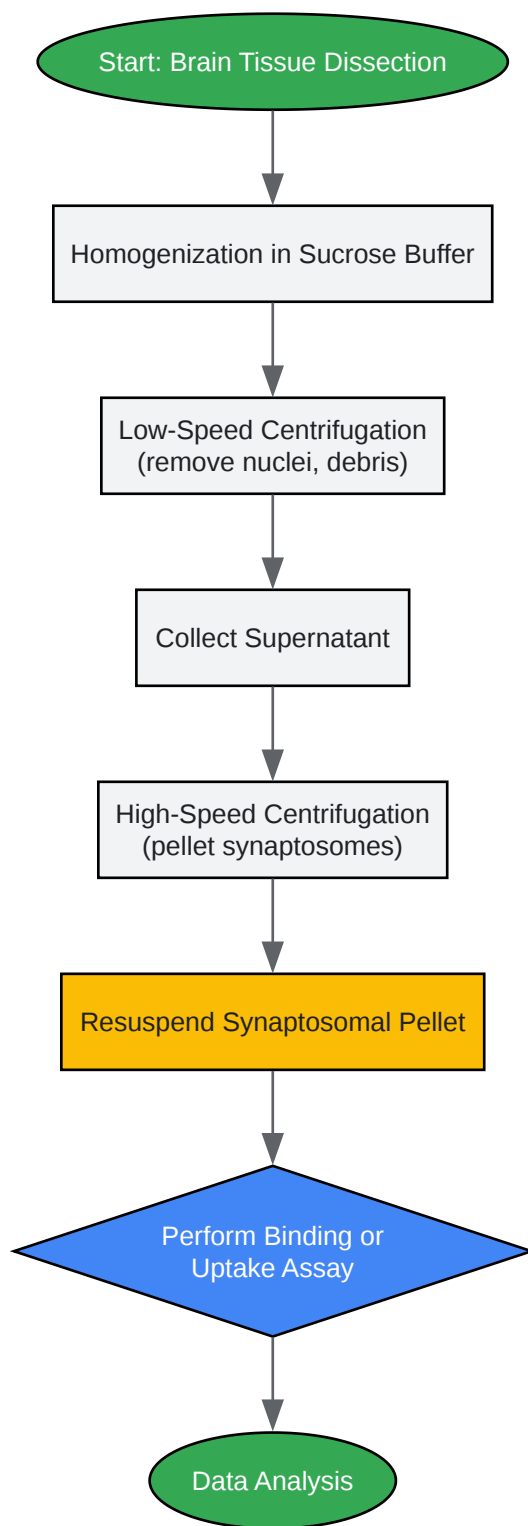 Start: Brain Tissue Dissection
Homogenization in Sucrose Buffer
Low-Speed Centrifugation
(remove nuclei, debris)
Collect Supernatant
High-Speed Centrifugation
(pellet synaptosomes)
Resuspend Synaptosomal Pellet
Perform Binding or
Uptake Assay
Data Analysis